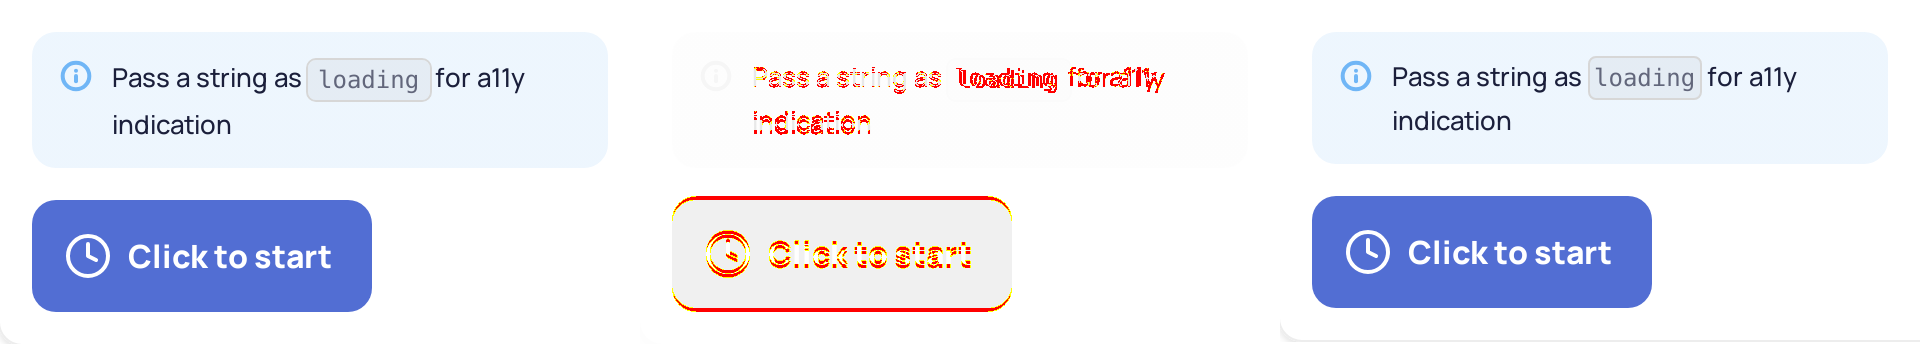 Pass a string as loading for a11y
indication
Click to start
Pass a string as loading for a11y
indication
Click to start
Pass a string as loading for a11y
indication
Click to start